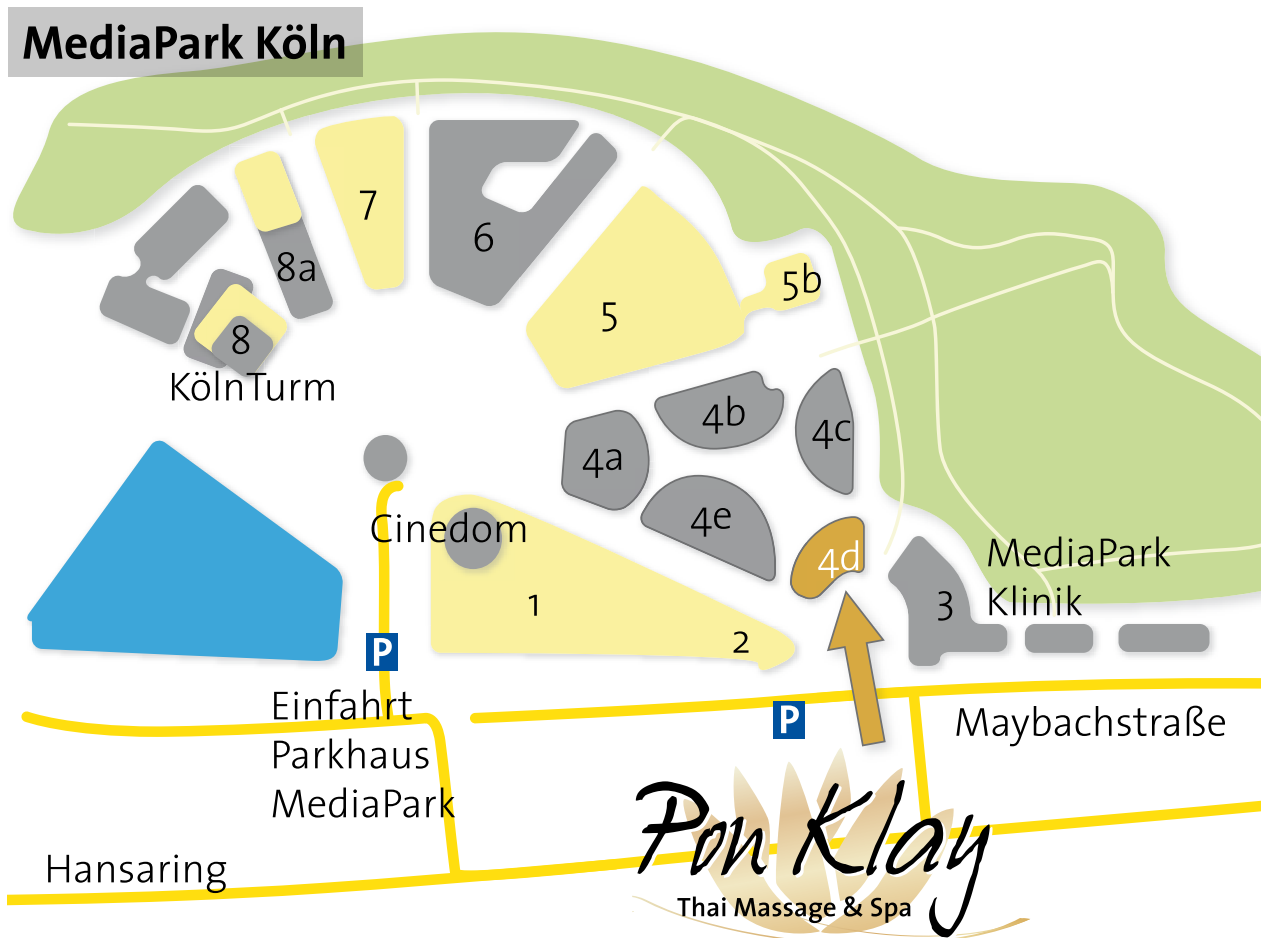 MediaPark Köln
7
6
8a
5b
5
8
KölnTurm
4b
4c
4a
4e
Cinedom
4d
MediaPark
Klinik
1
3
2
P
Einfahrt
Parkhaus
MediaPark
P
Maybachstraße
Hansaring
Pon Klay
Thai Massage & Spa